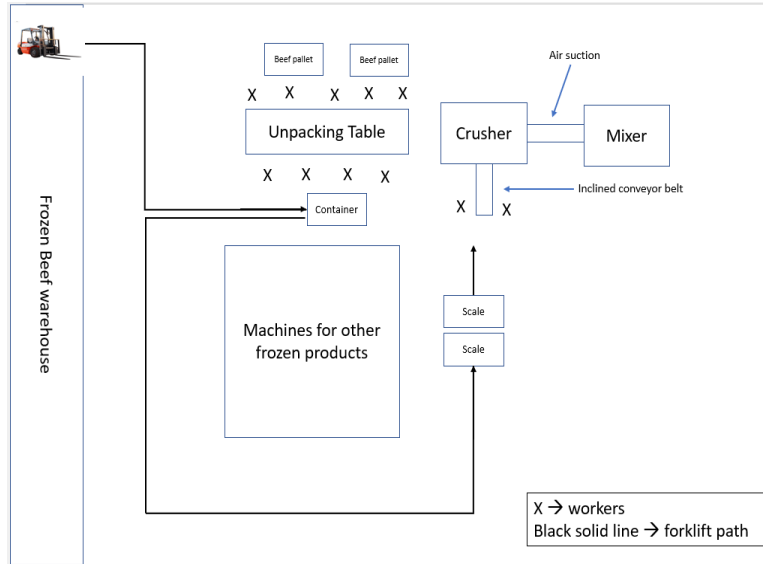 Beef pallet
Beef pallet
Air suction
Unpacking Table
Crusher
Mixer
Inclined conveyor belt
X X X X X
X X X X
X X
Container
Frozen Beef warehouse
Machines for other
frozen products
Scale
Scale
X → workers
Black solid line → forklift path